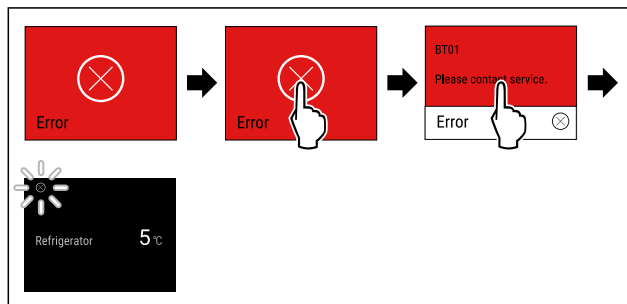 Error
Error
BT01
Please contact service.
Error
Refrigerator 5 °C